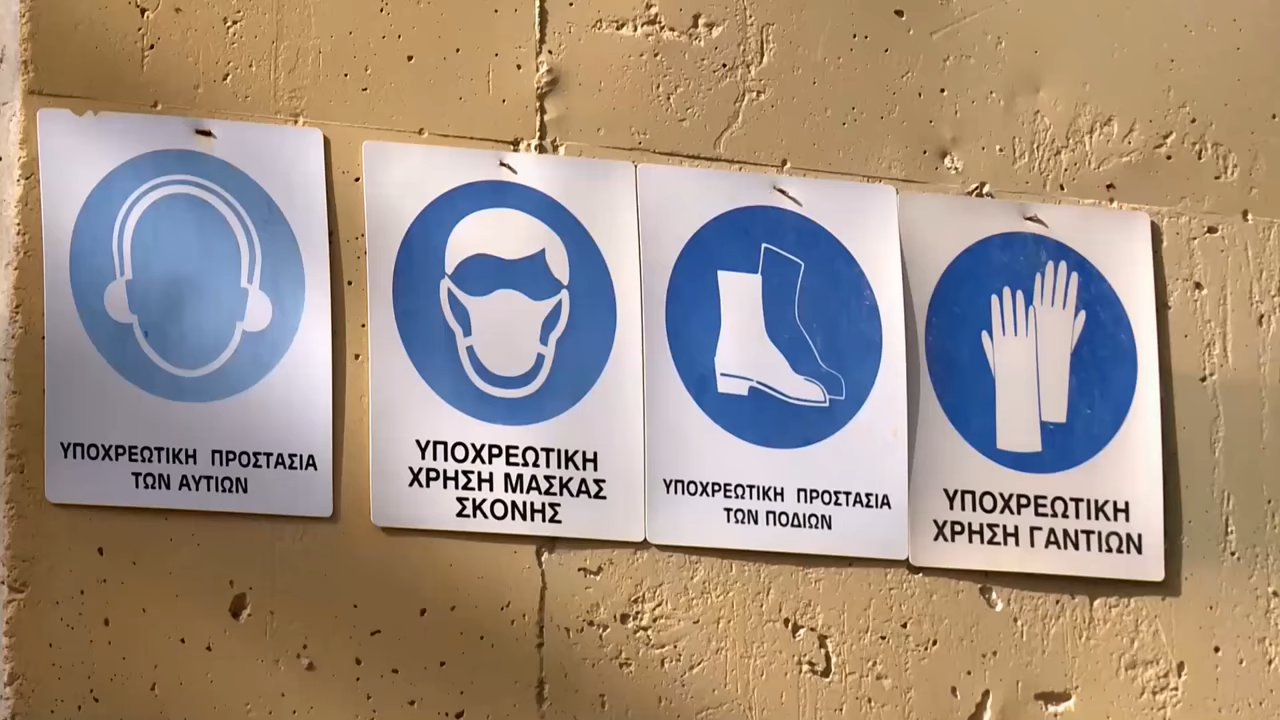 ΥΠΟΧΡΕΩΤΙΚΗ ΠΡΟΣΤΑΣΙΑ
ΤΩΝ ΑΥΤΙΩΝ
ΥΠΟΧΡΕΩΤΙΚΗ
ΧΡΗΣΗ ΜΑΣΚΑΣ
ΣΚΟΝΗΣ
ΥΠΟΧΡΕΩΤΙΚΗ ΠΡΟΣΤΑΣΙΑ
ΤΩΝ ΠΟΔΙΩΝ
ΥΠΟΧΡΕΩΤΙΚΗ
ΧΡΗΣΗ ΓΑΝΤΙΩΝ